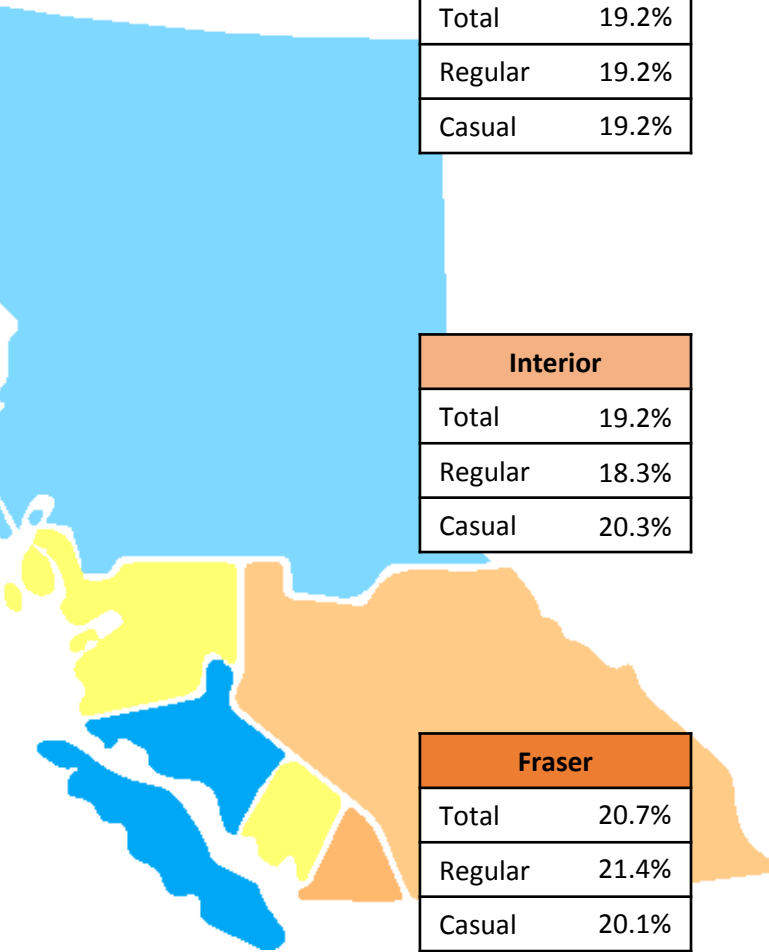 Total 19.2%
Regular 19.2%
Casual 19.2%
Interior
Total 19.2%
Regular 18.3%
Casual 20.3%
Fraser
Total 20.7%
Regular 21.4%
Casual 20.1%